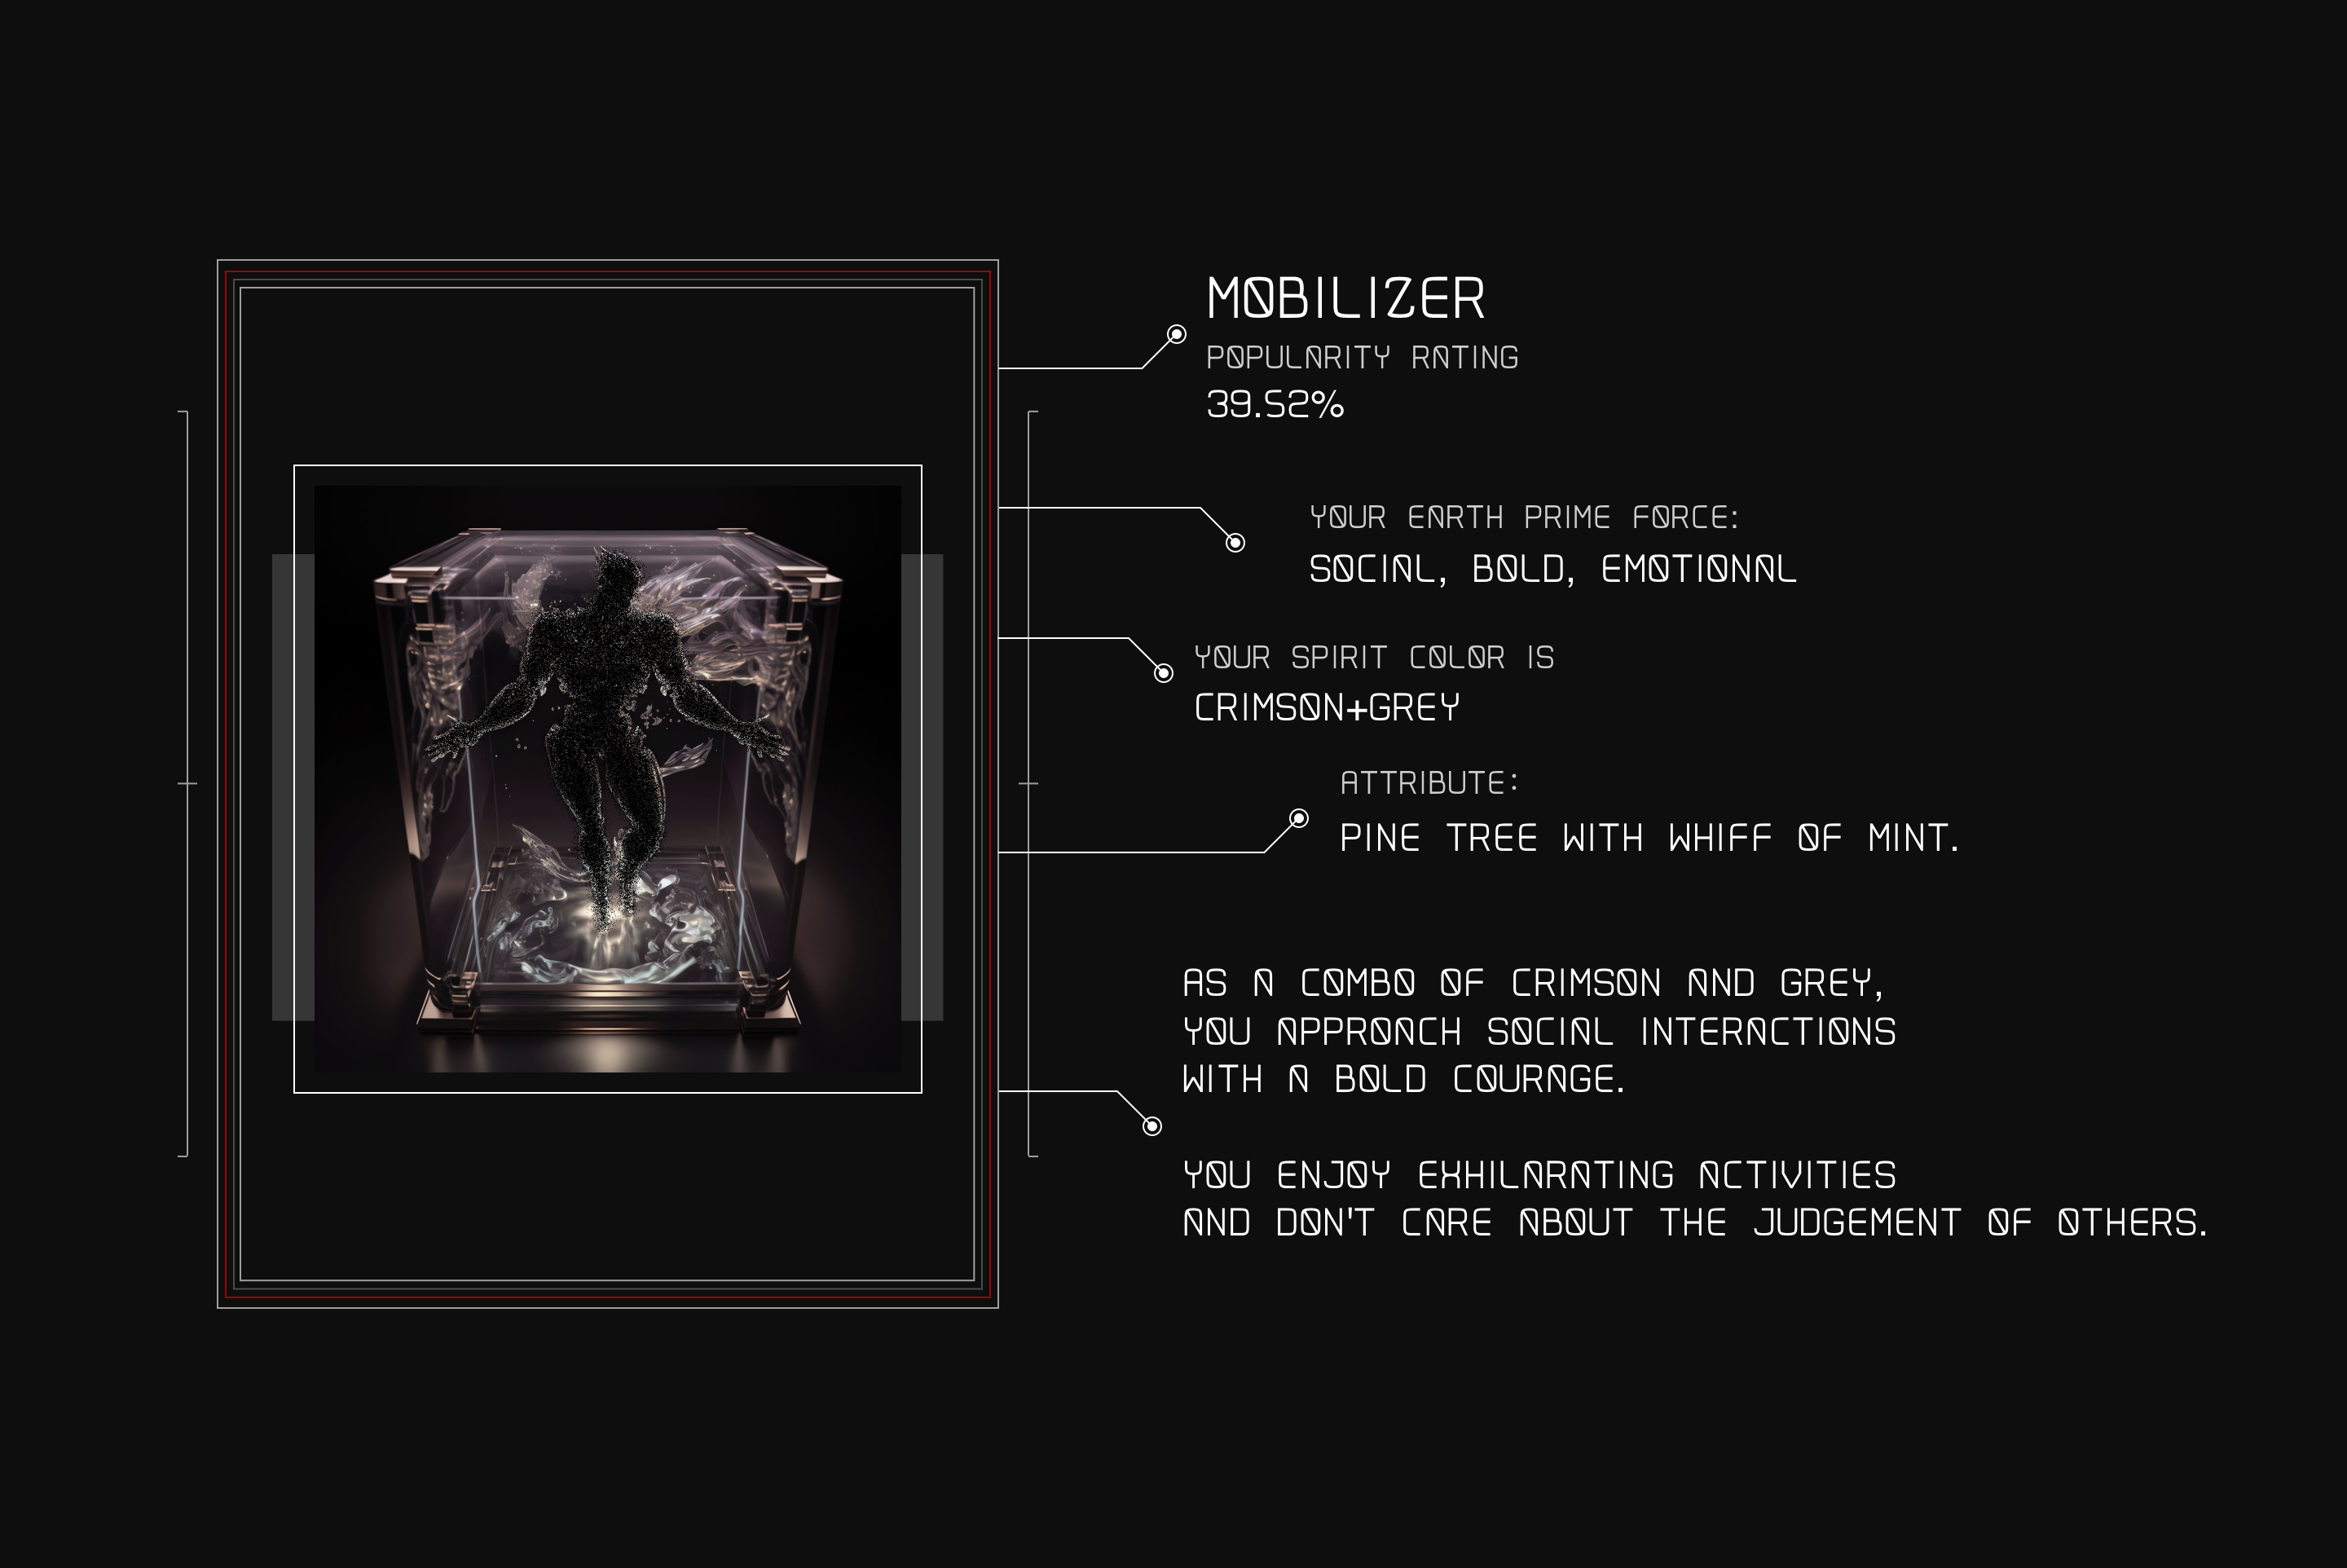 MOBILIZER
POPULARITY RATING
39.52%
YOUR EARTH PRIME FORCE:
SOCIAL, BOLD, EMOTIONAL
YOUR SPIRIT COLOR IS
CRIMSON+GREY
ATTRIBUTE:
PINE TREE WITH WHIFF OF MINT.
AS A COMBO OF CRIMSON AND GREY,
YOU APPROACH SOCIAL INTERACTIONS
WITH A BOLD COURAGE.
YOU ENJOY EXHILARATING ACTIVITIES
AND DON'T CARE ABOUT THE JUDGEMENT OF OTHERS.